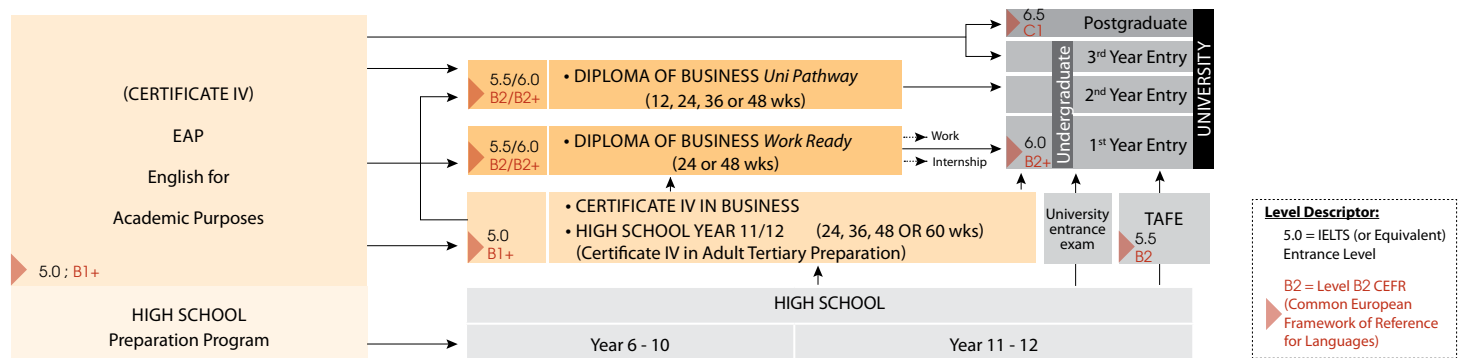 (CERTIFICATE IV)
EAP
English for
Academic Purposes
5.0 ; B1+
HIGH SCHOOL
Preparation Program
5.5/6.0
B2/B2+
• DIPLOMA OF BUSINESS Uni Pathway
(12, 24, 36 or 48 wks)
5.5/6.0
B2/B2+
• DIPLOMA OF BUSINESS Work Ready
(24 or 48 wks)
Work
Internship
5.0
B1+
• CERTIFICATE IV IN BUSINESS
• HIGH SCHOOL YEAR 11/12 (24, 36, 48 OR 60 wks)
(Certificate IV in Adult Tertiary Preparation)
HIGH SCHOOL
Year 6 - 10
Year 11 - 12
6.5
C1
Postgraduate
3rd Year Entry
2nd Year Entry
6.0
B2+
1st Year Entry
Undergraduate
UNIVERSITY
University
entrance
exam
TAFE
5.5
B2
Level Descriptor:
5.0 = IELTS (or Equivalent)
Entrance Level
B2 = Level B2 CEFR
(Common European
Framework of Reference
for Languages)